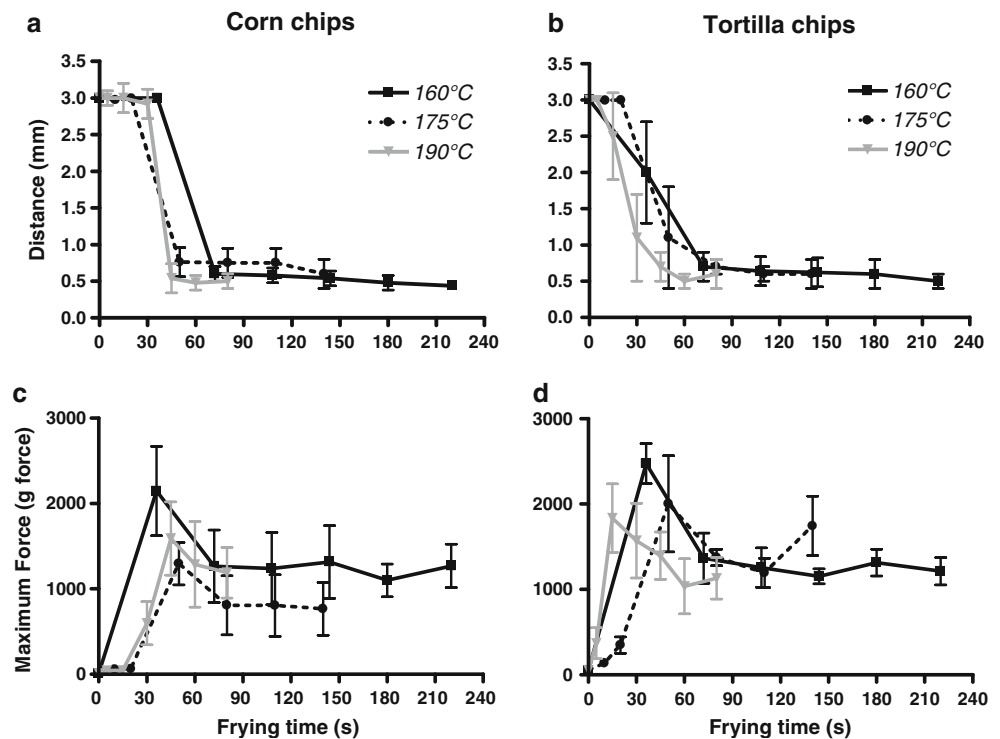 a
Corn chips
b
Tortilla chips
3.5
3.0
2.5
2.0
1.5
1.0
0.5
0.0
Distance (mm)
160°C
175°C
190°C
0 30 60 90 120 150 180 210 240
3.5
3.0
2.5
2.0
1.5
1.0
0.5
0.0
160°C
175°C
190°C
0 30 60 90 120 150 180 210 240
c
3000
2000
1000
0
Maximum Force (g force)
0 30 60 90 120 150 180 210 240
Frying time (s)
d
3000
2000
1000
0
0 30 60 90 120 150 180 210 240
Frying time (s)